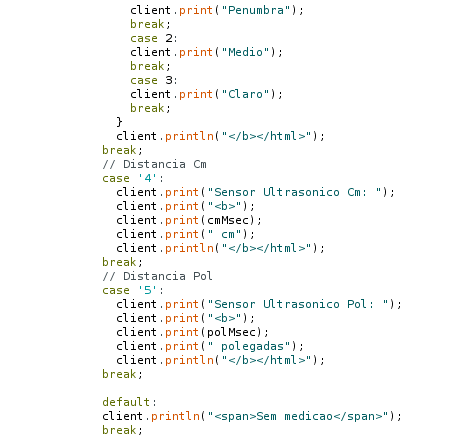 client.print("Penumbra");
break;
case 2:
client.print("Medio");
break;
case 3:
client.print("Claro");
break;
}
client.println("</b></html>");
break;
// Distancia Cm
case '4':
client.print("Sensor Ultrasonico Cm: ");
client.print("<b>");
client.print(cmMsec);
client.print(" cm");
client.println("</b></html>");
break;
// Distancia Pol
case '5':
client.print("Sensor Ultrasonico Pol: ");
client.print("<b>");
client.print(polMsec);
client.print(" polegadas");
client.println("</b></html>");
break;
default:
client.println("<span>Sem medicao</span>");
break;